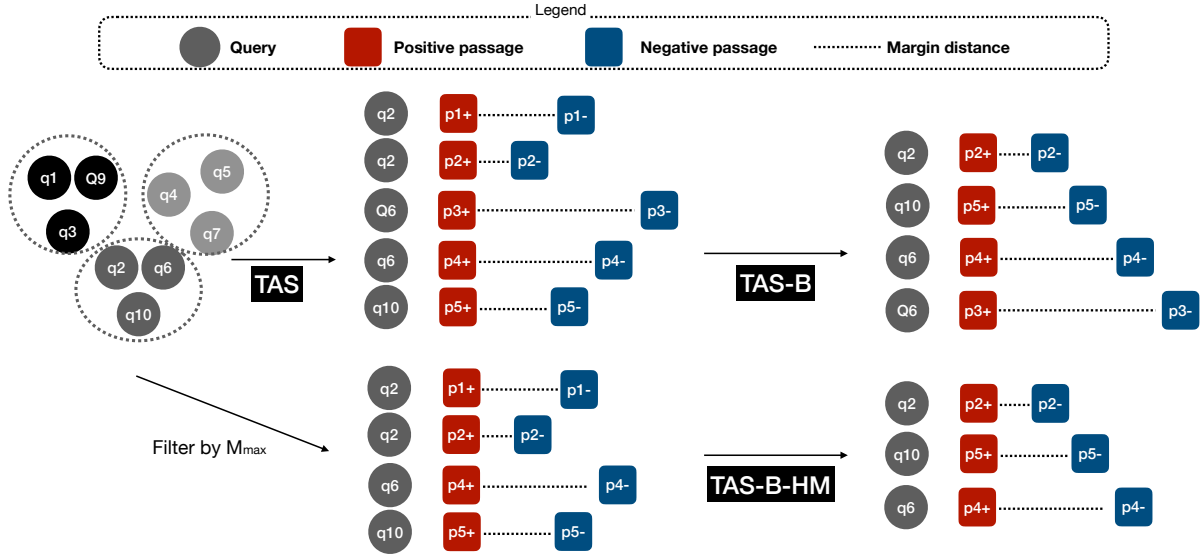 Legend
Query Positive passage Negative passage Margin distance
q1 Q9
q3
q4 q5
q7
q2 q6
q10
TAS
q2 p1+ p1-
q2 p2+ p2-
Q6 p3+ p3-
q6 p4+ p4-
q10 p5+ p5-
TAS-B
q2 p2+ p2-
q10 p5+ p5-
q6 p4+ p4-
Q6 p3+ p3-
Filter by Mmax
q2 p1+ p1-
q2 p2+ p2-
q6 p4+ p4-
q10 p5+ p5-
TAS-B-HM
q2 p2+ p2-
q10 p5+ p5-
q6 p4+ p4-